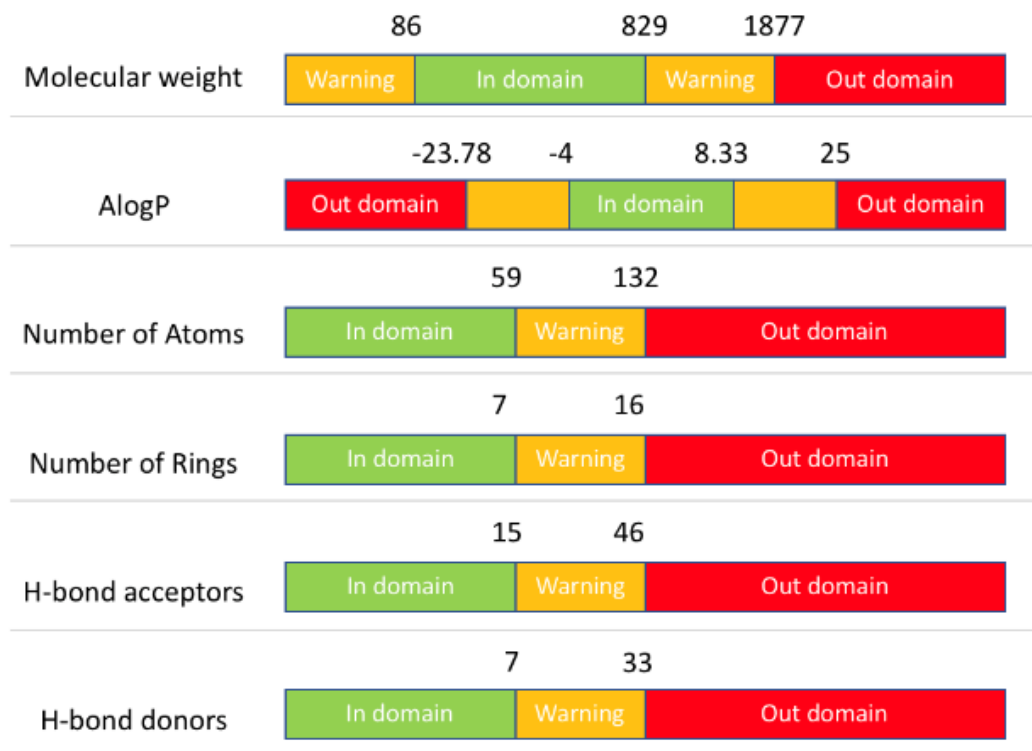 86 829 1877
Molecular weight Warning In domain Warning Out domain
-23.78 -4 8.33 25
AlogP Out domain In domain Out domain
59 132
Number of Atoms In domain Warning Out domain
7 16
Number of Rings In domain Warning Out domain
15 46
H-bond acceptors In domain Warning Out domain
7 33
H-bond donors In domain Warning Out domain